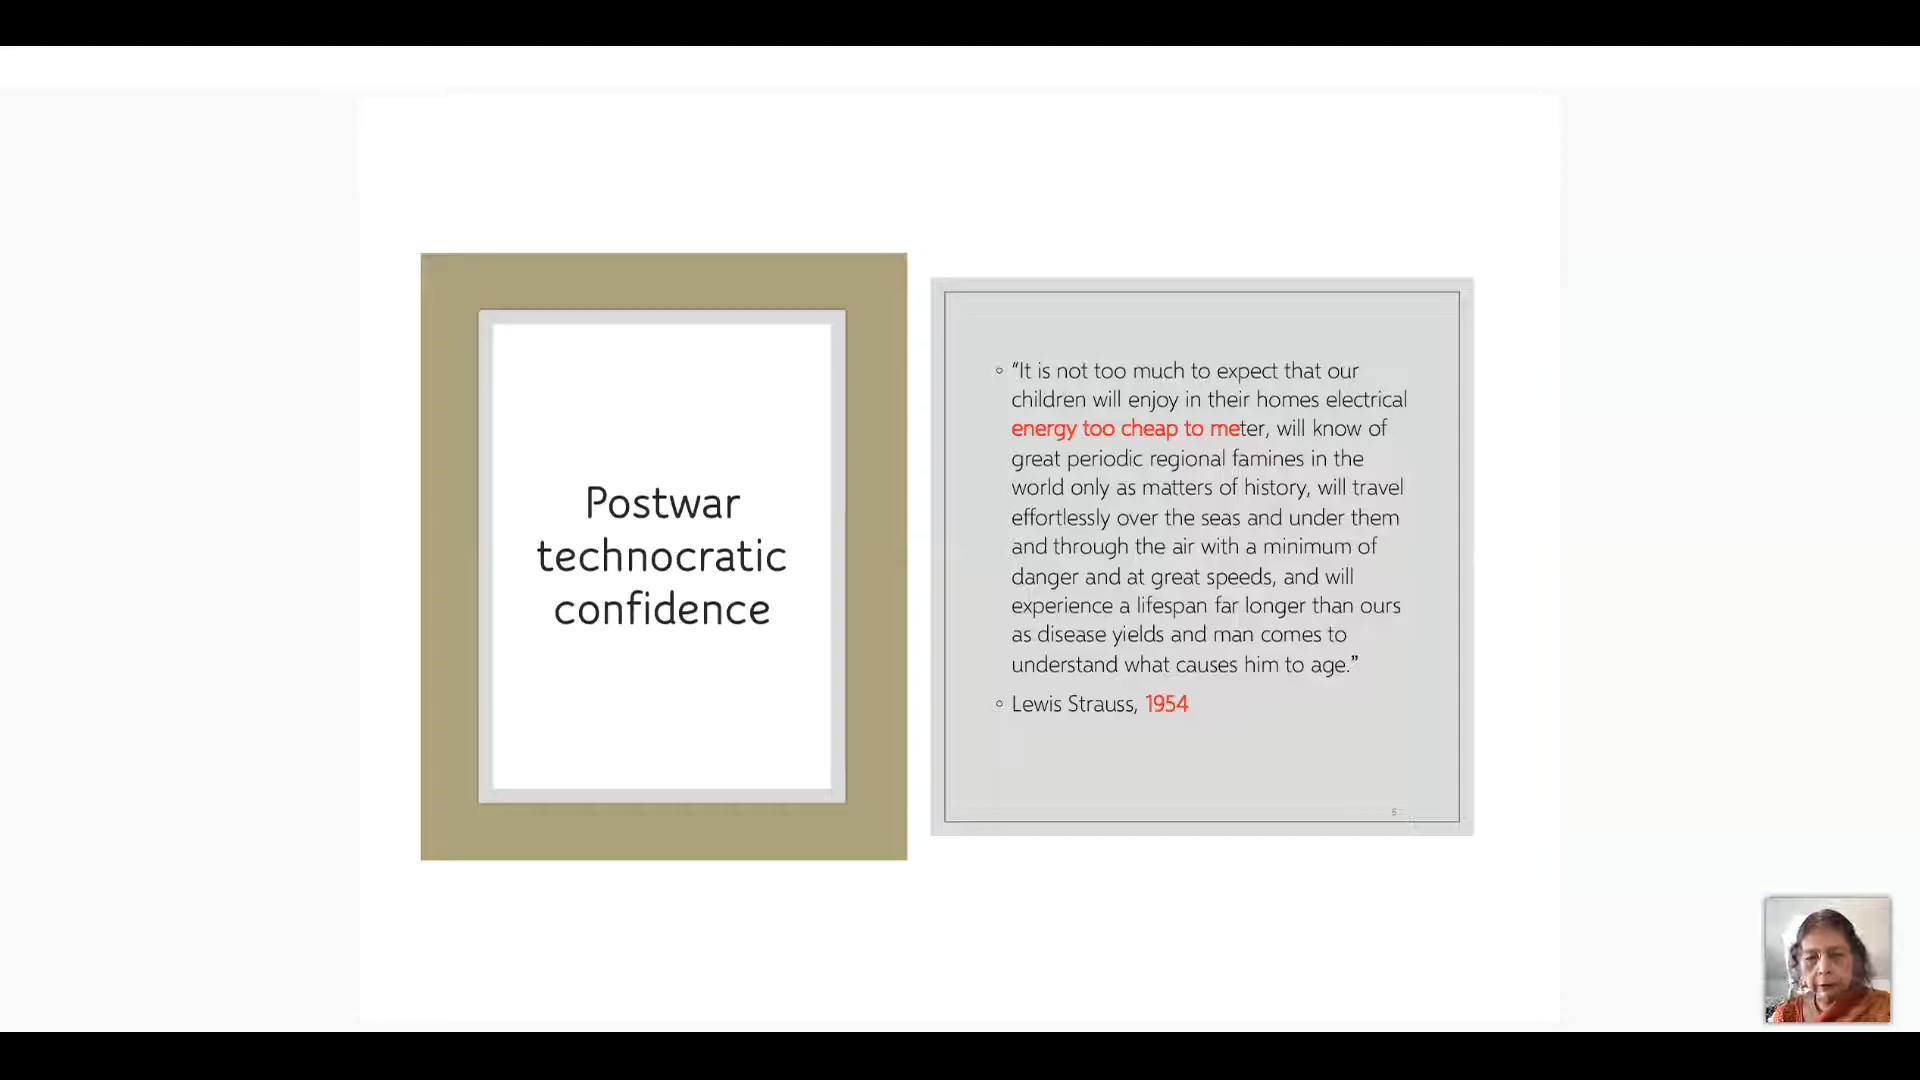 Postwar
technocratic
confidence
◦ “It is not too much to expect that our
children will enjoy in their homes electrical
energy too cheap to meter, will know of
great periodic regional famines in the
world only as matters of history, will travel
effortlessly over the seas and under them
and through the air with a minimum of
danger and at great speeds, and will
experience a lifespan far longer than ours
as disease yields and man comes to
understand what causes him to age.”
◦ Lewis Strauss, 1954
5